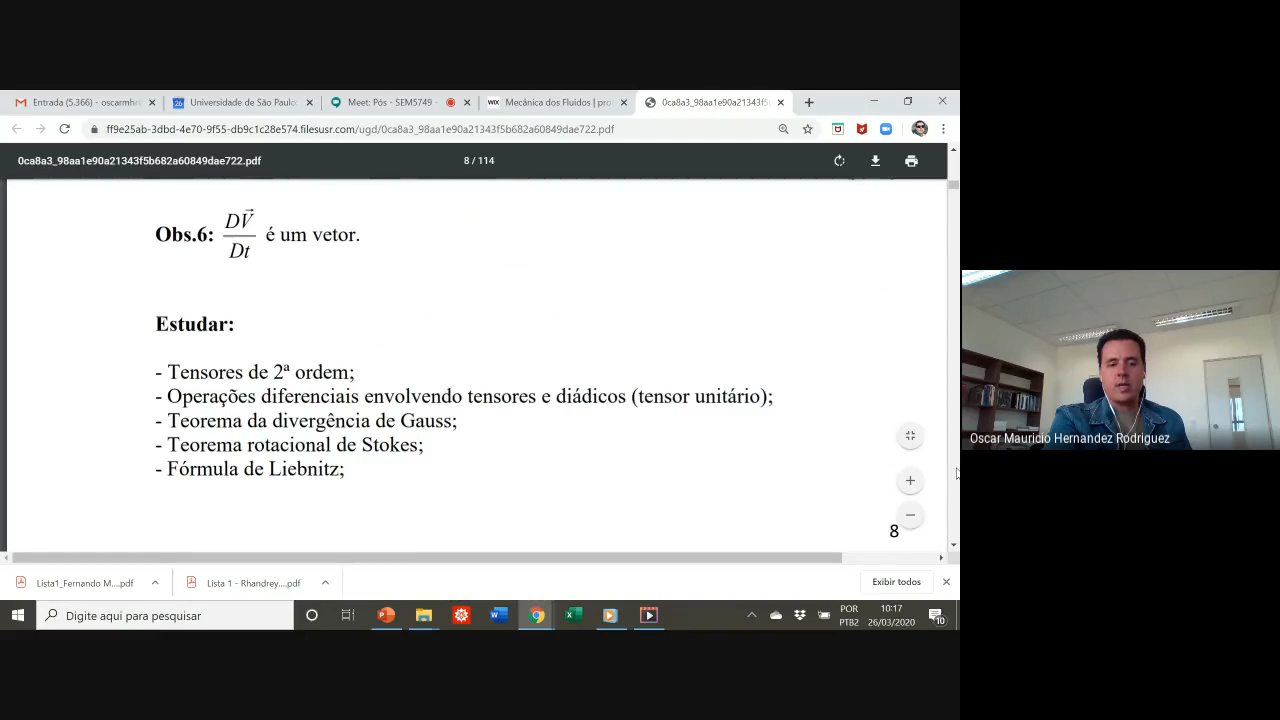 Entrada (5.366) - oscarmhr
Universidade de São Paulo:
Meet: Pós - SEM5749 -
WIX Mecânica dos Fluidos | pro
0ca8a3_98aa1e90a21343f5
ff9e25ab-3dbd-4e70-9f65-db9c1c28e574.filesusr.com/ugd/0ca8a3_98aa1e90a21343f5b682a60849dae722.pdf
0ca8a3_98aa1e90a21343f5b682a60849dae722.pdf
8 / 114
Obs.6: DV⃗/Dt é um vetor.
Estudar:
- Tensores de 2ª ordem;
- Operações diferenciais envolvendo tensores e diádicos (tensor unitário);
- Teorema da divergência de Gauss;
- Teorema rotacional de Stokes;
- Fórmula de Liebnitz;
8
Oscar Mauricio Hernandez Rodriguez
Lista1_Fernando M....pdf
Lista 1 - Rhandrey....pdf
Exibir todos
Digite aqui para pesquisar
POR
PTB2
10:17
26/03/2020
10